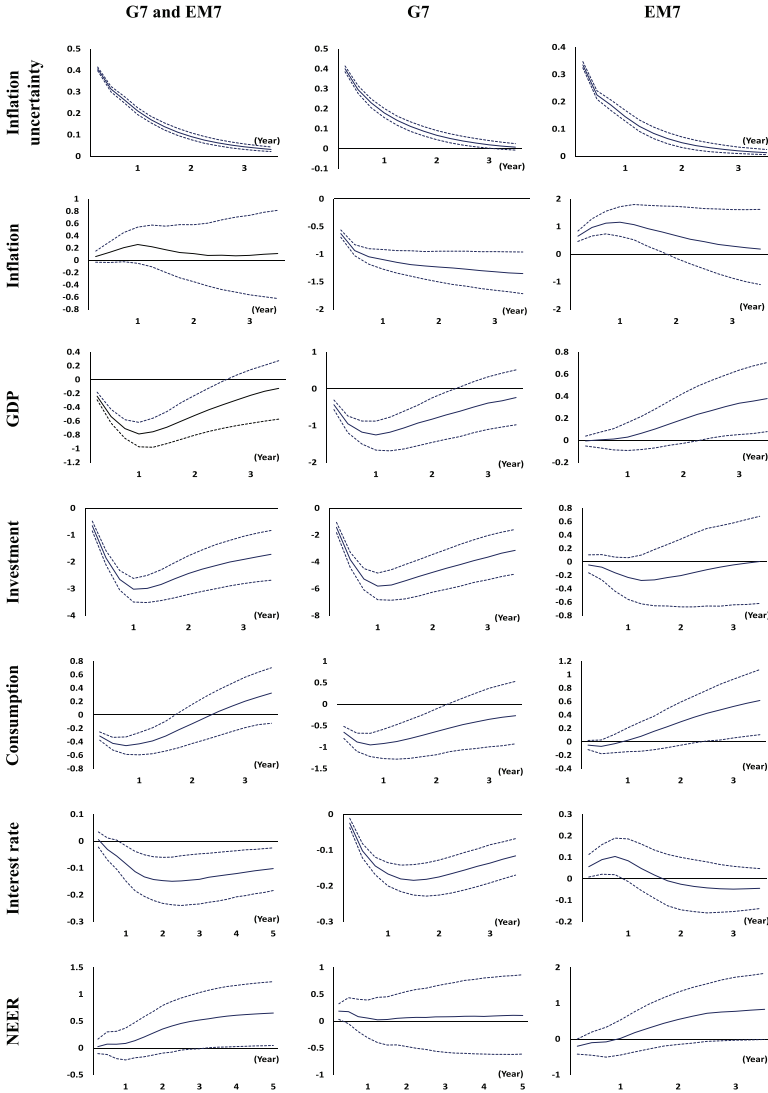 G7 and EM7 G7 EM7
Inflation
uncertainty
0.5
0.4
0.3
0.2
0.1
0
(Year)
1 2 3
0.5
0.4
0.3
0.2
0.1
0
-0.1
1 2 3
(Year)
0.4
0.3
0.2
0.1
0
(Year)
1 2 3
Inflation
1
0.8
0.6
0.4
0.2
0
-0.2
-0.4
-0.6
-0.8
(Year)
1 2 3
0
-0.5
-1
-1.5
-2
(Year)
1 2 3
2
1
0
-1
-2
(Year)
1 2 3
GDP
0.4
0.2
0
-0.2
-0.4
-0.6
-0.8
-1
-1.2
(Year)
1 2 3
1
0
-1
-2
(Year)
1 2 3
0.8
0.6
0.4
0.2
0
-0.2
(Year)
1 2 3
Investment
0
-1
-2
-3
-4
(Year)
1 2 3
0
-2
-4
-6
-8
(Year)
1 2 3
0.8
0.6
0.4
0.2
0
-0.2
-0.4
-0.6
-0.8
(Year)
1 2 3
Consumption
0.8
0.6
0.4
0.2
0
-0.2
-0.4
-0.6
-0.8
(Year)
1 2 3
1
0.5
0
-0.5
-1
-1.5
(Year)
1 2 3
1.2
1
0.8
0.6
0.4
0.2
0
-0.2
-0.4
(Year)
1 2 3
Interest rate
0.1
0
-0.1
-0.2
-0.3
(Year)
1 2 3 4 5
0
-0.1
-0.2
-0.3
(Year)
1 2 3
0.3
0.2
0.1
0
-0.1
-0.2
(Year)
1 2 3
NEER
1.5
1
0.5
0
-0.5
(Year)
1 2 3 4 5
1
0.5
0
-0.5
-1
(Year)
1 2 3 4 5
2
1
0
-1
(Year)
1 2 3